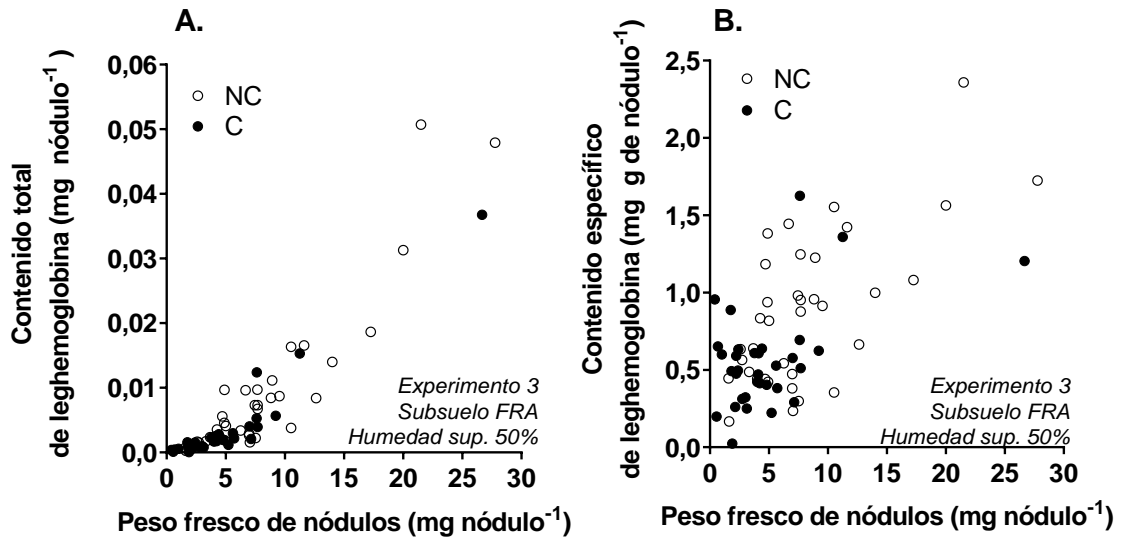 A.
Contenido total
de leghemoglobina (mg nódulo⁻¹ )
0,06
0,05
0,04
0,03
0,02
0,01
0,0
NC
C
Experimento 3
Subsuelo FRA
Humedad sup. 50%
0 5 10 15 20 25 30
Peso fresco de nódulos (mg nódulo⁻¹)
B.
Contenido específico
de leghemoglobina (mg g de nódulo⁻¹)
2,5
2,0
1,5
1,0
0,5
0,0
NC
C
Experimento 3
Subsuelo FRA
Humedad sup. 50%
0 5 10 15 20 25 30
Peso fresco de nódulos (mg nódulo⁻¹)